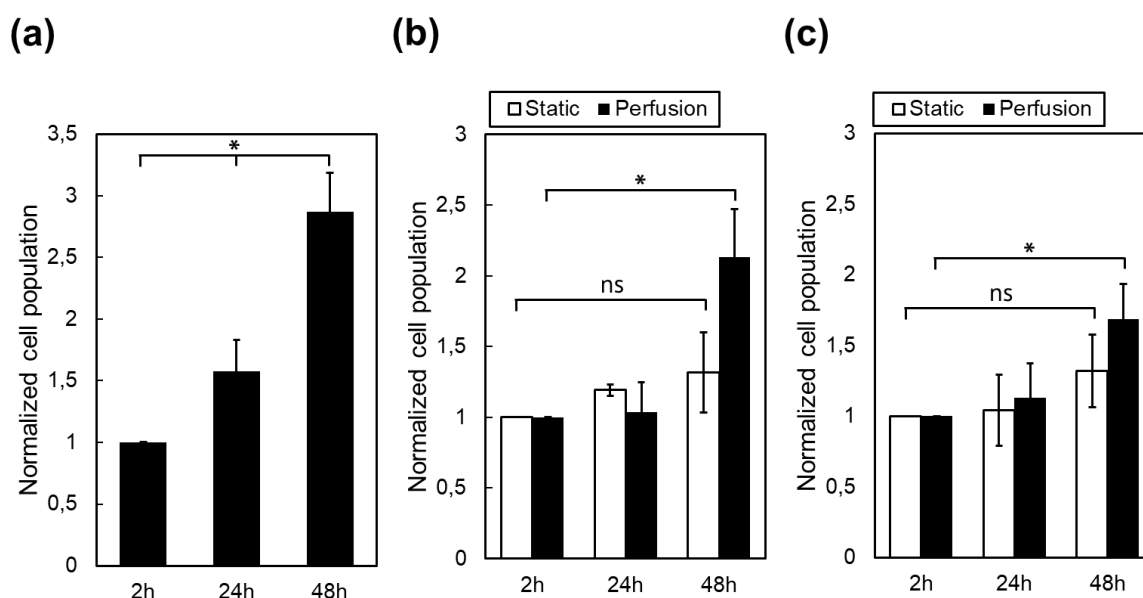 (a)
Normalized cell population
3,5
3
2,5
2
1,5
1
0,5
0
*
2h 24h 48h
(b)
Static Perfusion
Normalized cell population
3
2,5
2
1,5
1
0,5
0
*
ns
2h 24h 48h
(c)
Static Perfusion
Normalized cell population
3
2,5
2
1,5
1
0,5
0
*
ns
2h 24h 48h